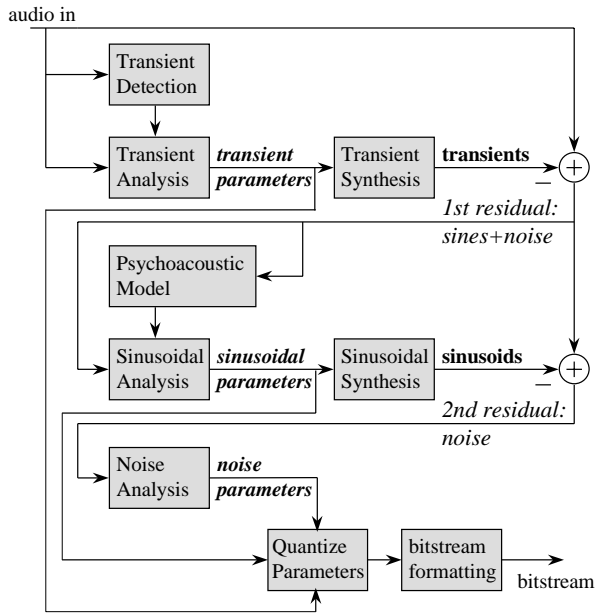 audio in
Transient
Detection
Transient
Analysis
transient
parameters
Transient
Synthesis
transients
+
−
1st residual:
sines+noise
Psychoacoustic
Model
Sinusoidal
Analysis
sinusoidal
parameters
Sinusoidal
Synthesis
sinusoids
+
−
2nd residual:
noise
Noise
Analysis
noise
parameters
Quantize
Parameters
bitstream
formatting
bitstream